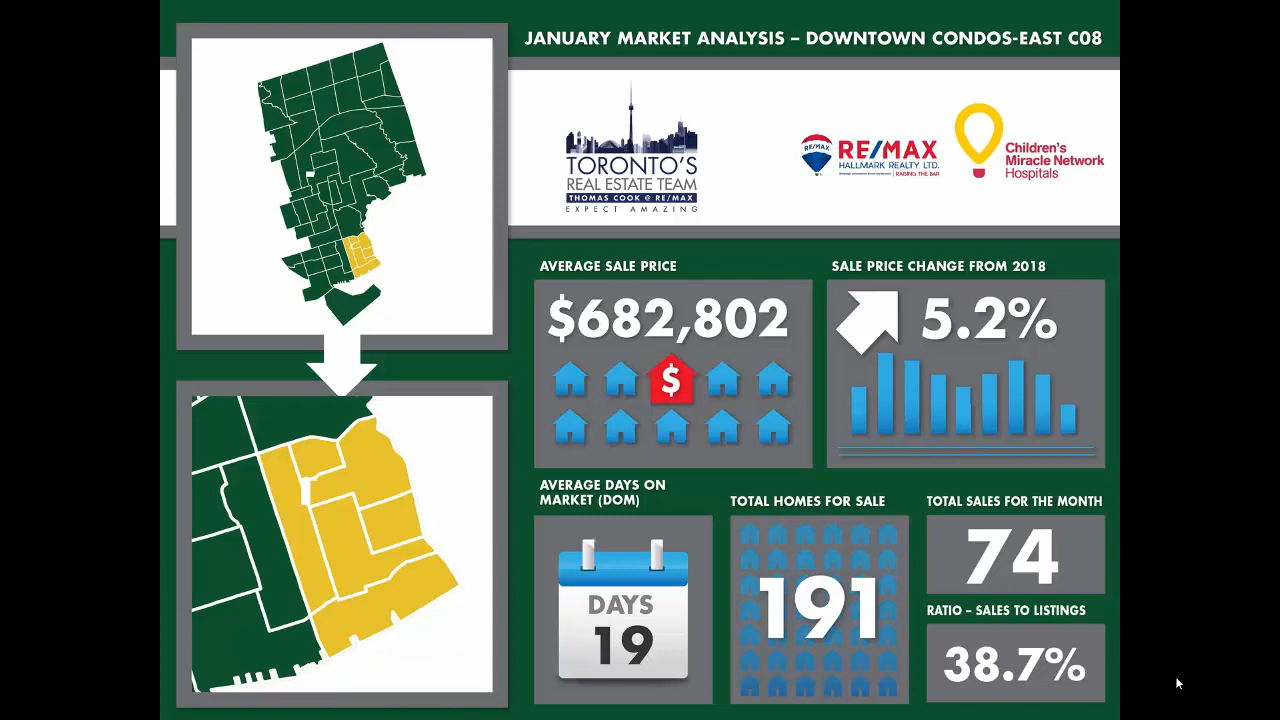 JANUARY MARKET ANALYSIS – DOWNTOWN CONDOS-EAST C08
TORONTO'S
REAL ESTATE TEAM
THOMAS COOK @ RE/MAX
EXPECT AMAZING
RE/MAX
RE/MAX
HALLMARK REALTY LTD.
RAISING THE BAR
Children's
Miracle Network
Hospitals
AVERAGE SALE PRICE
$682,802
$
SALE PRICE CHANGE FROM 2018
5.2%
AVERAGE DAYS ON
MARKET (DOM)
DAYS
19
TOTAL HOMES FOR SALE
191
TOTAL SALES FOR THE MONTH
74
RATIO – SALES TO LISTINGS
38.7%